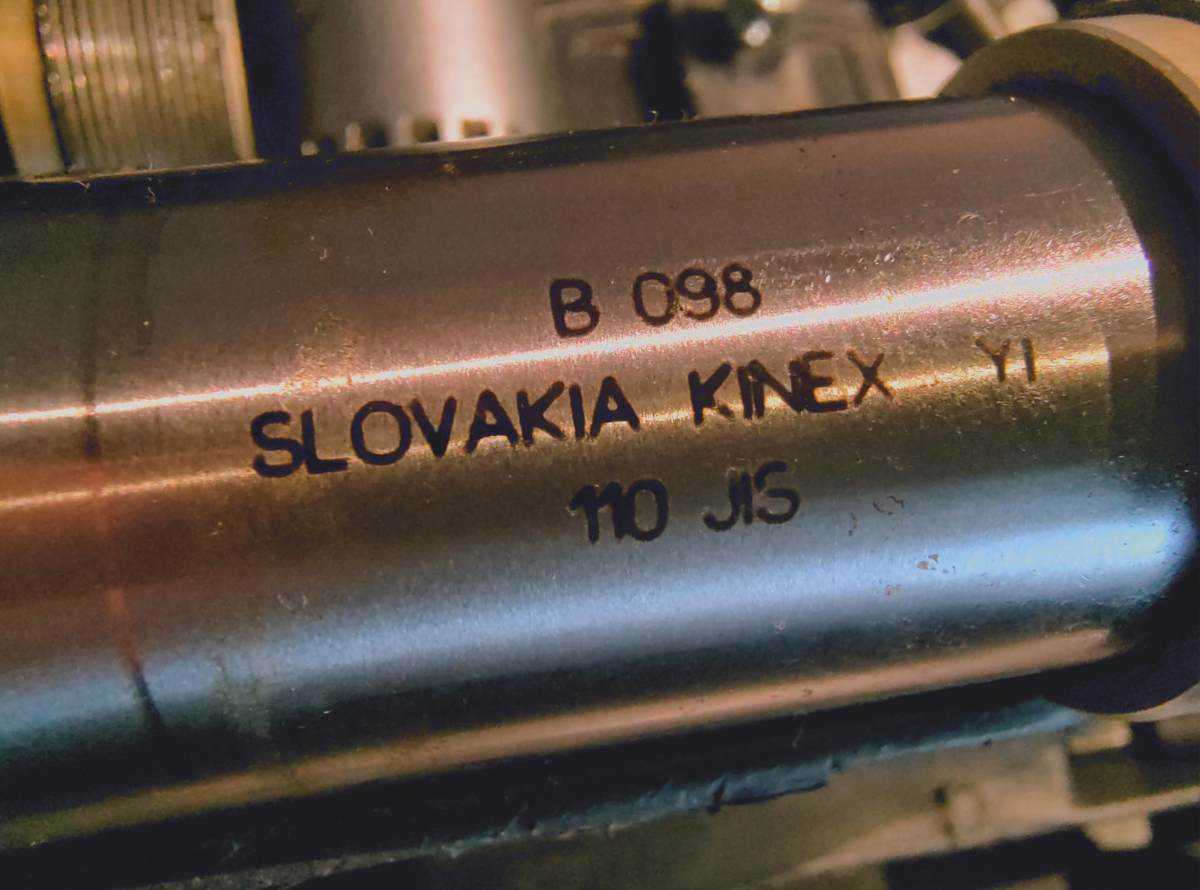 B 098
SLOVAKIA KINEX YI
110 JIS